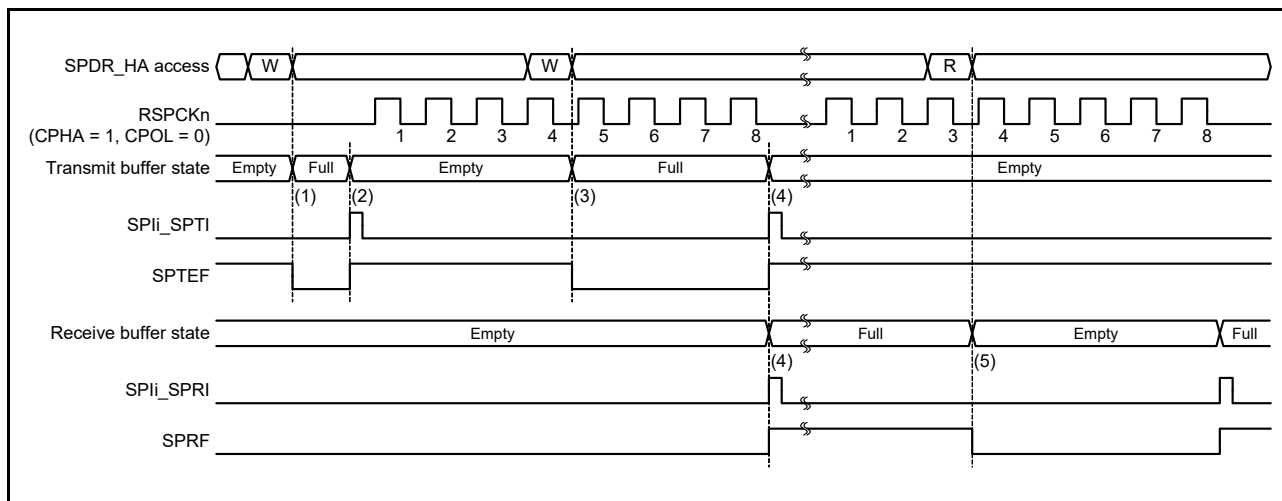 SPDR_HA access W W R
RSPCKn
(CPHA = 1, CPOL = 0) 1 2 3 4 5 6 7 8 1 2 3 4 5 6 7 8
Transmit buffer state Empty Full Empty Full Empty
(1) (2) (3) (4)
SPIi_SPTI
SPTEF
Receive buffer state Empty Full Empty Full
(4) (5)
SPIi_SPRI
SPRF